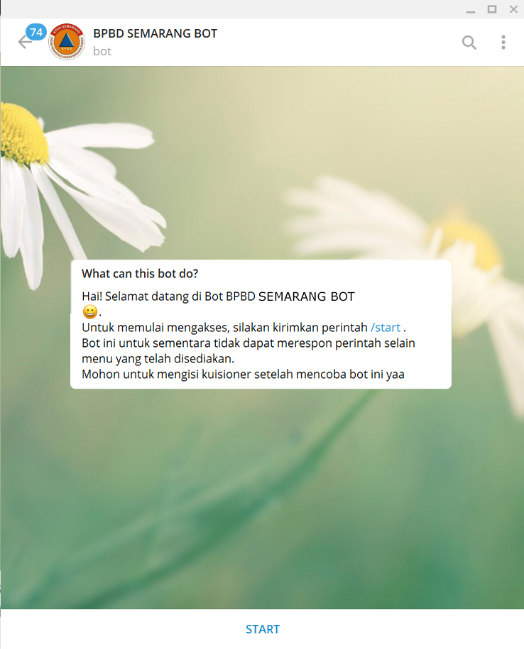 74
BPBD SEMARANG BOT
bot
What can this bot do?
Hai! Selamat datang di Bot BPBD SEMARANG BOT
😀.
Untuk memulai mengakses, silakan kirimkan perintah /start .
Bot ini untuk sementara tidak dapat merespon perintah selain
menu yang telah disediakan.
Mohon untuk mengisi kuisioner setelah mencoba bot ini yaa
START